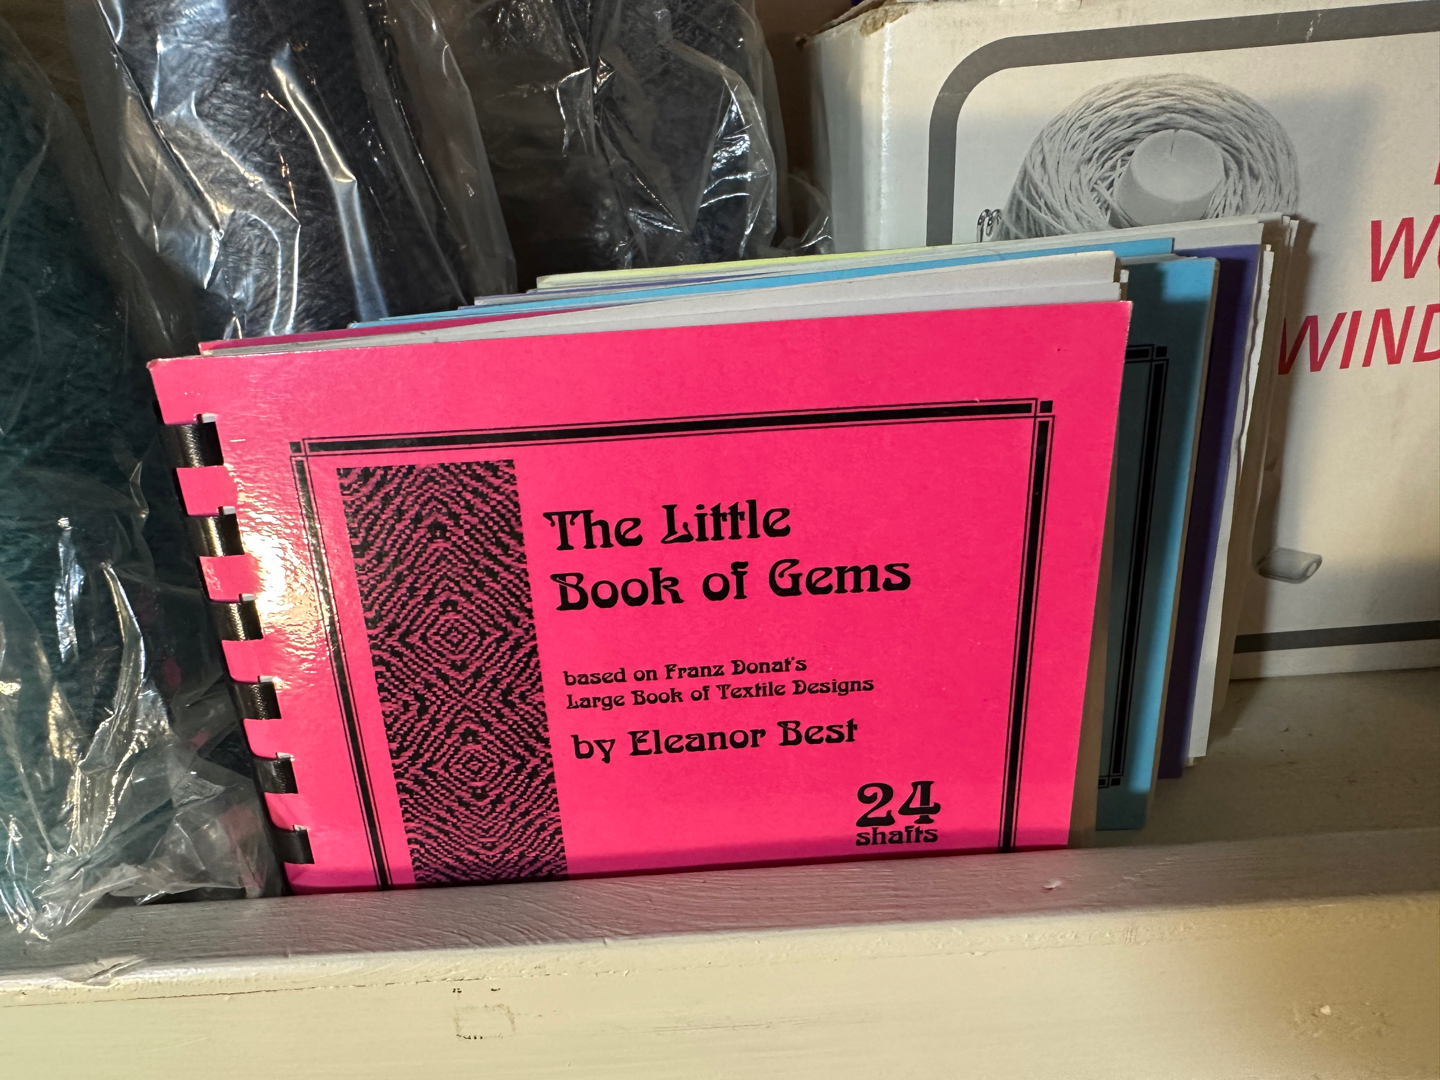 The Little
Book of Gems
based on Franz Donat's
Large Book of Textile Designs
by Eleanor Best
24
shafts